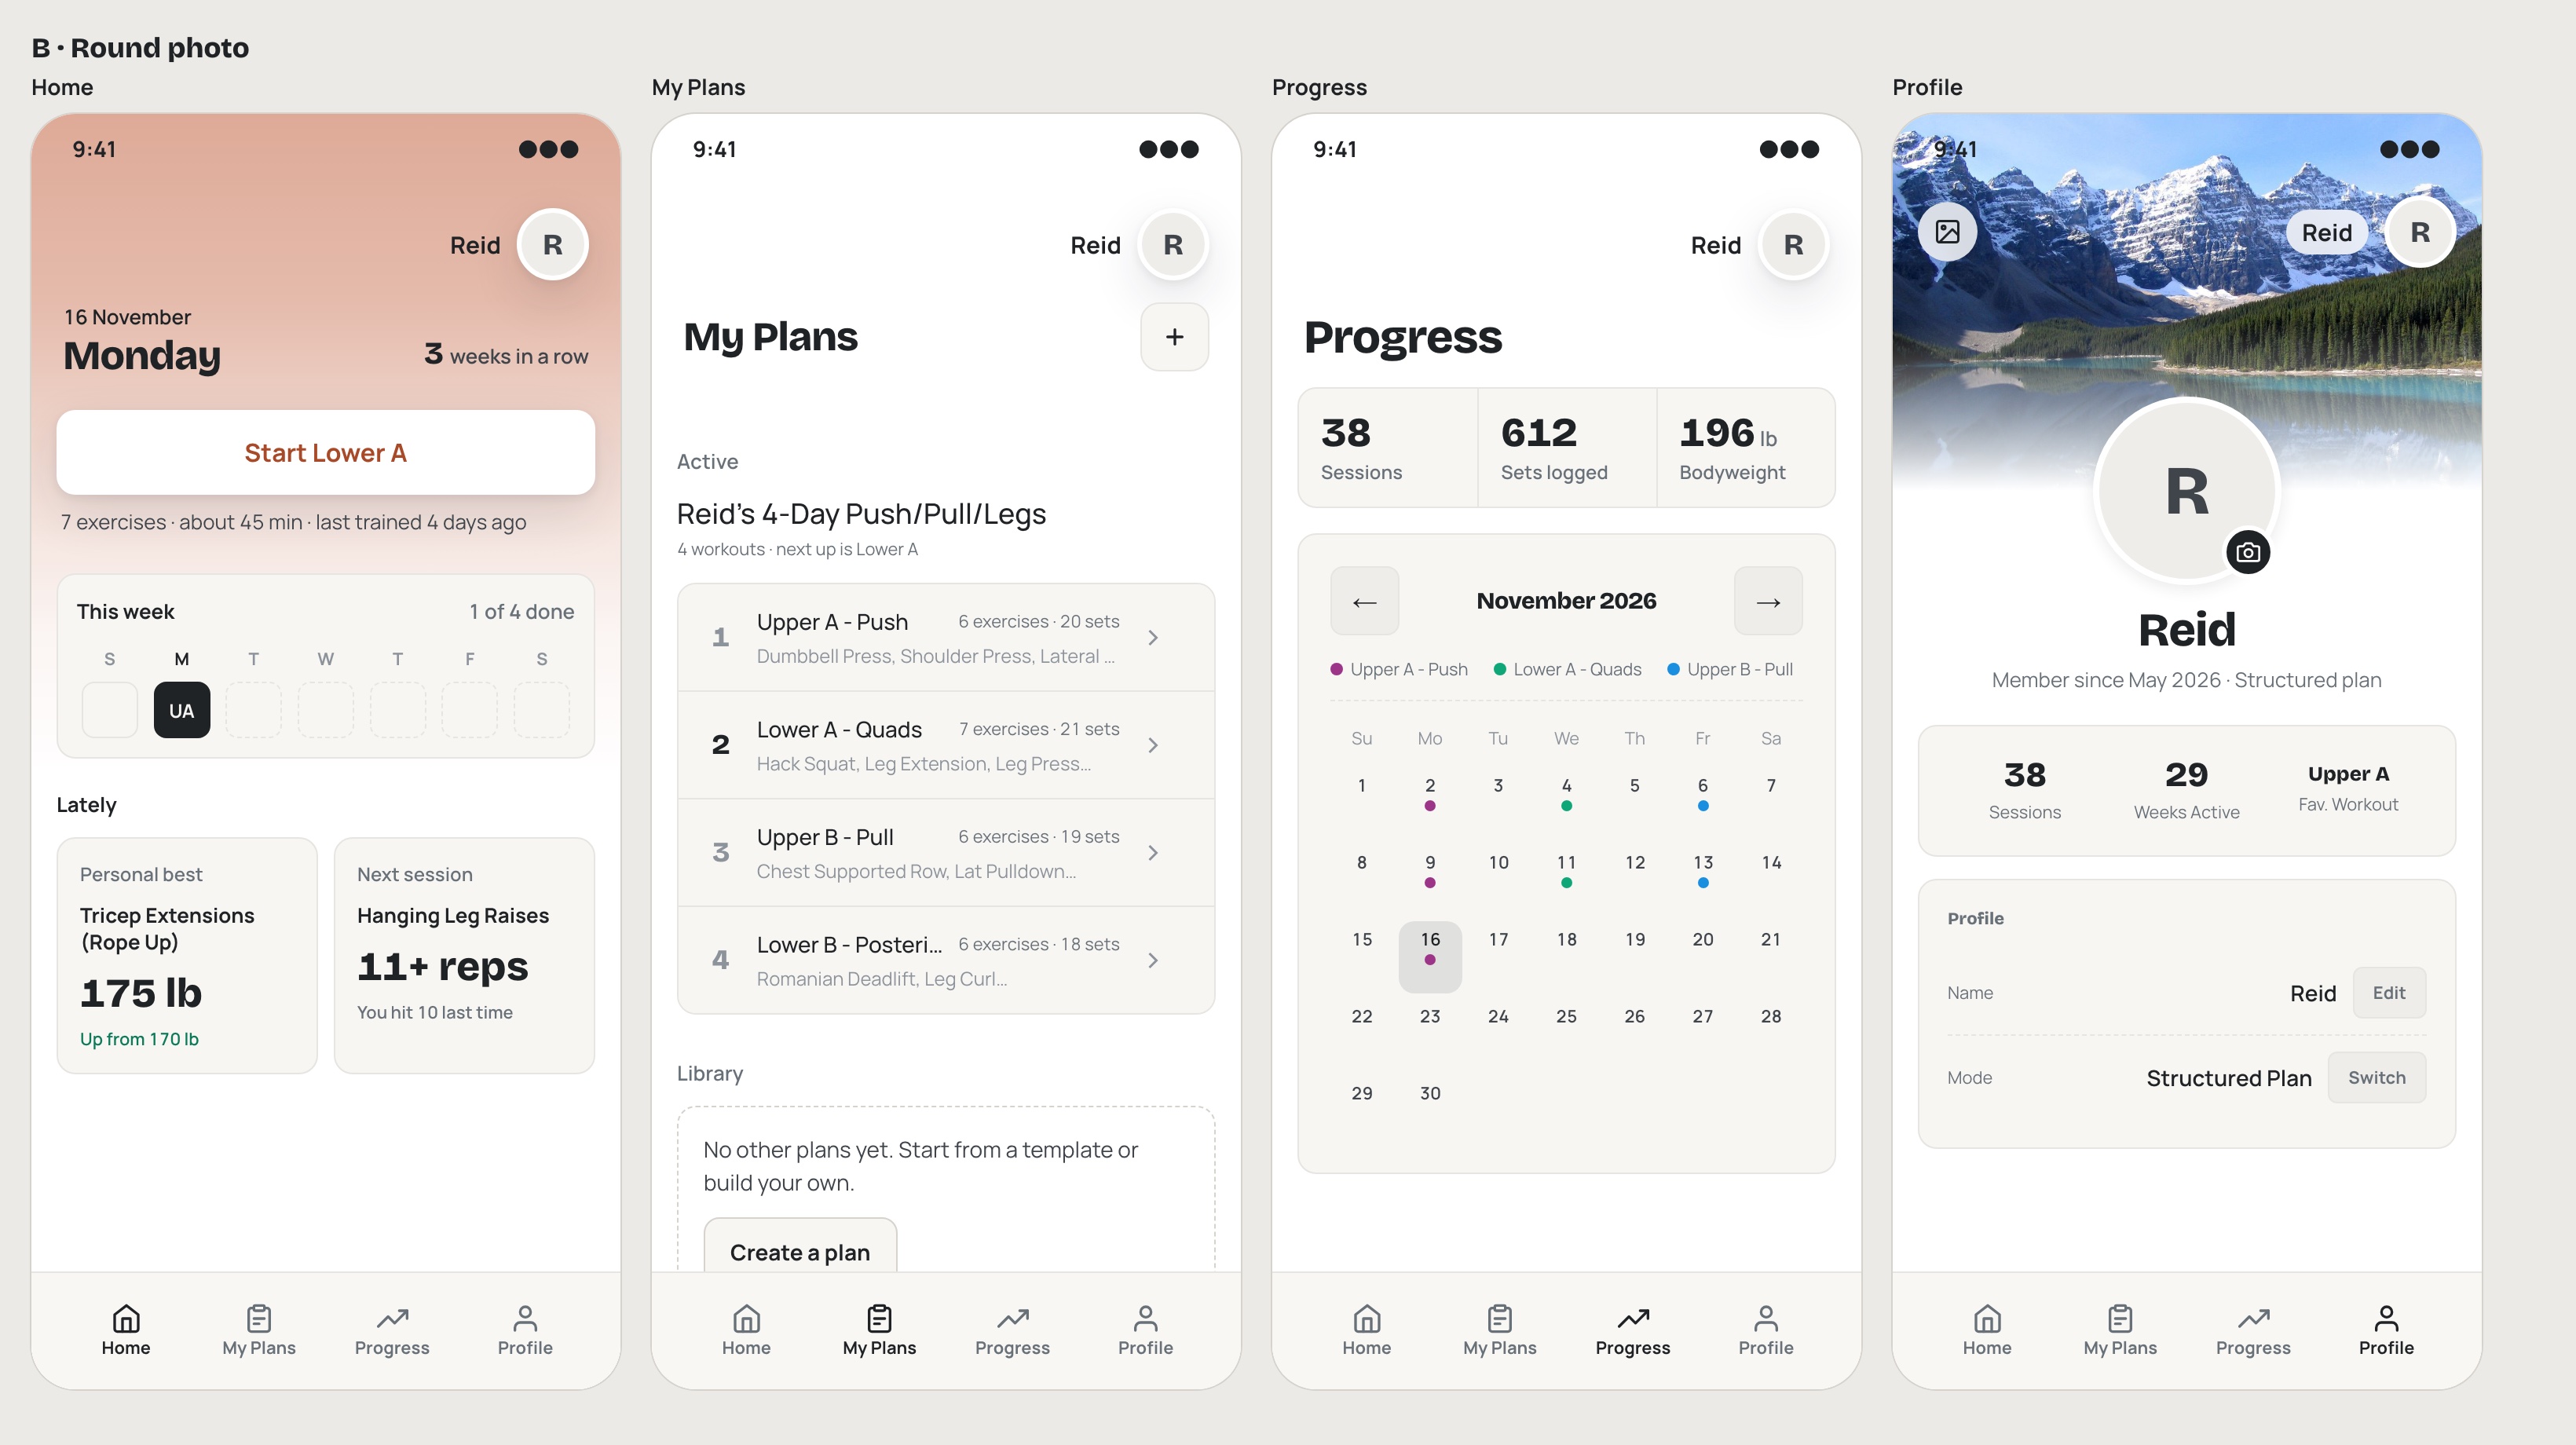 B · Round photo
Home
9:41
Reid
R
16 November
Monday
3 weeks in a row
Start Lower A
7 exercises · about 45 min · last trained 4 days ago
This week
1 of 4 done
S M T W T F S
UA
Lately
Personal best
Tricep Extensions
(Rope Up)
175 lb
Up from 170 lb
Next session
Hanging Leg Raises
11+ reps
You hit 10 last time
Home
My Plans
Progress
Profile
My Plans
9:41
Reid
R
My Plans
+
Active
Reid’s 4-Day Push/Pull/Legs
4 workouts · next up is Lower A
1
Upper A - Push
6 exercises · 20 sets
Dumbbell Press, Shoulder Press, Lateral ...
2
Lower A - Quads
7 exercises · 21 sets
Hack Squat, Leg Extension, Leg Press...
3
Upper B - Pull
6 exercises · 19 sets
Chest Supported Row, Lat Pulldown...
4
Lower B - Posteri...
6 exercises · 18 sets
Romanian Deadlift, Leg Curl...
Library
No other plans yet. Start from a template or
build your own.
Create a plan
Home
My Plans
Progress
Profile
Progress
9:41
Reid
R
Progress
38
Sessions
612
Sets logged
196 lb
Bodyweight
←
November 2026
→
Upper A - Push
Lower A - Quads
Upper B - Pull
Su Mo Tu We Th Fr Sa
1 2 3 4 5 6 7
8 9 10 11 12 13 14
15 16 17 18 19 20 21
22 23 24 25 26 27 28
29 30
Home
My Plans
Progress
Profile
Profile
9:41
Reid
R
R
Reid
Member since May 2026 · Structured plan
38
Sessions
29
Weeks Active
Upper A
Fav. Workout
Profile
Name
Reid
Edit
Mode
Structured Plan
Switch
Home
My Plans
Progress
Profile